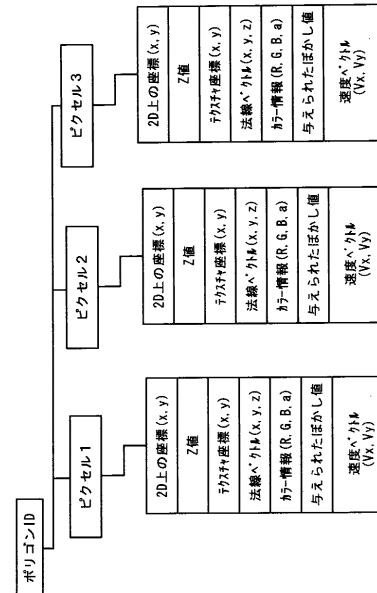 ポリゴンID
ピクセル1
2D上の座標(x, y)
Z値
テクスチャ座標(x, y)
法線ベクトル(x, y, z)
カラー情報(R, G, B, a)
与えられたぼかし値
速度ベクトル
(Vx, Vy)
ピクセル2
2D上の座標(x, y)
Z値
テクスチャ座標(x, y)
法線ベクトル(x, y, z)
カラー情報(R, G, B, a)
与えられたぼかし値
速度ベクトル
(Vx, Vy)
ピクセル3
2D上の座標(x, y)
Z値
テクスチャ座標(x, y)
法線ベクトル(x, y, z)
カラー情報(R, G, B, a)
与えられたぼかし値
速度ベクトル
(Vx, Vy)